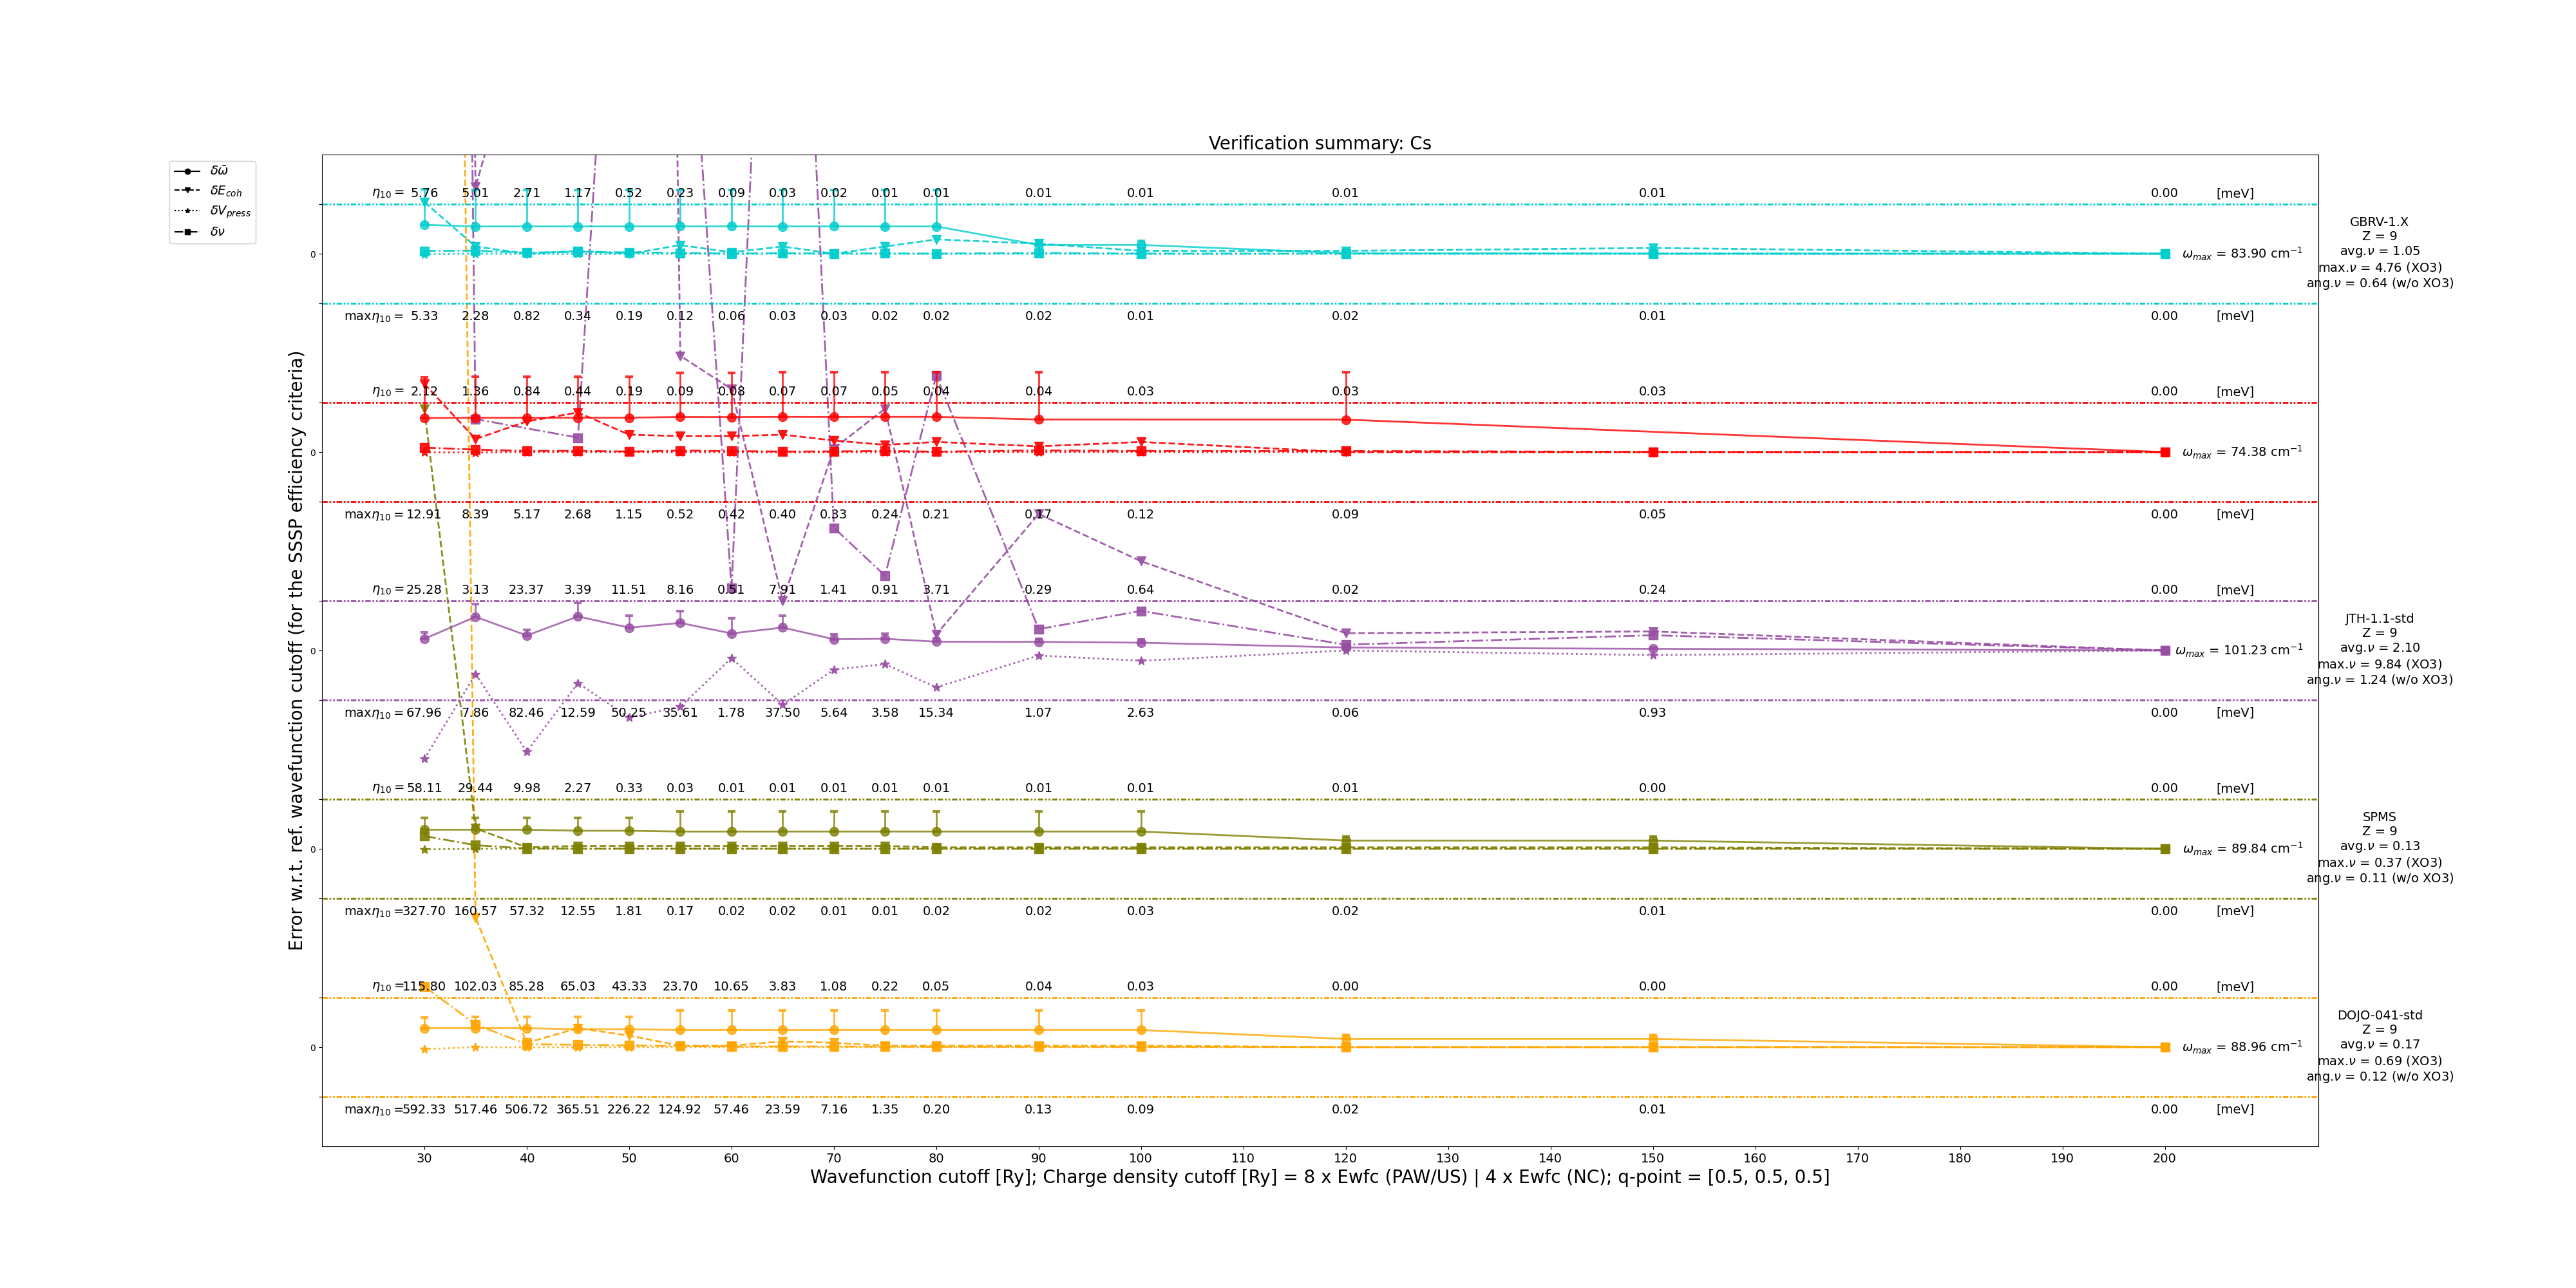 Verification summary: Cs
δω̄
δE_coh
δV_press
δν
Error w.r.t. ref. wavefunction cutoff (for the SSSP efficiency criteria)
η₁₀ = 5.76 5.01 2.71 1.17 0.52 0.23 0.09 0.03 0.02 0.01 0.01 0.01 0.01 0.01 0.01 0.00 [meV]
0
ω_max = 83.90 cm⁻¹
maxη₁₀ = 5.33 2.28 0.82 0.34 0.19 0.12 0.06 0.03 0.03 0.02 0.02 0.02 0.01 0.02 0.01 0.00 [meV]
GBRV-1.X
Z = 9
avg.ν = 1.05
max.ν = 4.76 (XO3)
ang.ν = 0.64 (w/o XO3)
η₁₀ = 2.12 1.36 0.84 0.44 0.19 0.09 0.08 0.07 0.07 0.05 0.04 0.04 0.03 0.03 0.03 0.00 [meV]
0
ω_max = 74.38 cm⁻¹
maxη₁₀ = 12.91 8.39 5.17 2.68 1.15 0.52 0.42 0.40 0.33 0.24 0.21 0.17 0.12 0.09 0.05 0.00 [meV]
η₁₀ = 25.28 3.13 23.37 3.39 11.51 8.16 0.51 7.91 1.41 0.91 3.71 0.29 0.64 0.02 0.24 0.00 [meV]
0
ω_max = 101.23 cm⁻¹
maxη₁₀ = 67.96 7.86 82.46 12.59 50.25 35.61 1.78 37.50 5.64 3.58 15.34 1.07 2.63 0.06 0.93 0.00 [meV]
JTH-1.1-std
Z = 9
avg.ν = 2.10
max.ν = 9.84 (XO3)
ang.ν = 1.24 (w/o XO3)
η₁₀ = 58.11 29.44 9.98 2.27 0.33 0.03 0.01 0.01 0.01 0.01 0.01 0.01 0.01 0.01 0.00 0.00 [meV]
0
ω_max = 89.84 cm⁻¹
maxη₁₀ = 327.70 160.57 57.32 12.55 1.81 0.17 0.02 0.02 0.01 0.01 0.02 0.02 0.03 0.02 0.01 0.00 [meV]
SPMS
Z = 9
avg.ν = 0.13
max.ν = 0.37 (XO3)
ang.ν = 0.11 (w/o XO3)
η₁₀ = 115.80 102.03 85.28 65.03 43.33 23.70 10.65 3.83 1.08 0.22 0.05 0.04 0.03 0.00 0.00 0.00 [meV]
0
ω_max = 88.96 cm⁻¹
maxη₁₀ = 592.33 517.46 506.72 365.51 226.22 124.92 57.46 23.59 7.16 1.35 0.20 0.13 0.09 0.02 0.01 0.00 [meV]
DOJO-041-std
Z = 9
avg.ν = 0.17
max.ν = 0.69 (XO3)
ang.ν = 0.12 (w/o XO3)
30 40 50 60 70 80 90 100 110 120 130 140 150 160 170 180 190 200
Wavefunction cutoff [Ry]; Charge density cutoff [Ry] = 8 x Ewfc (PAW/US) | 4 x Ewfc (NC); q-point = [0.5, 0.5, 0.5]